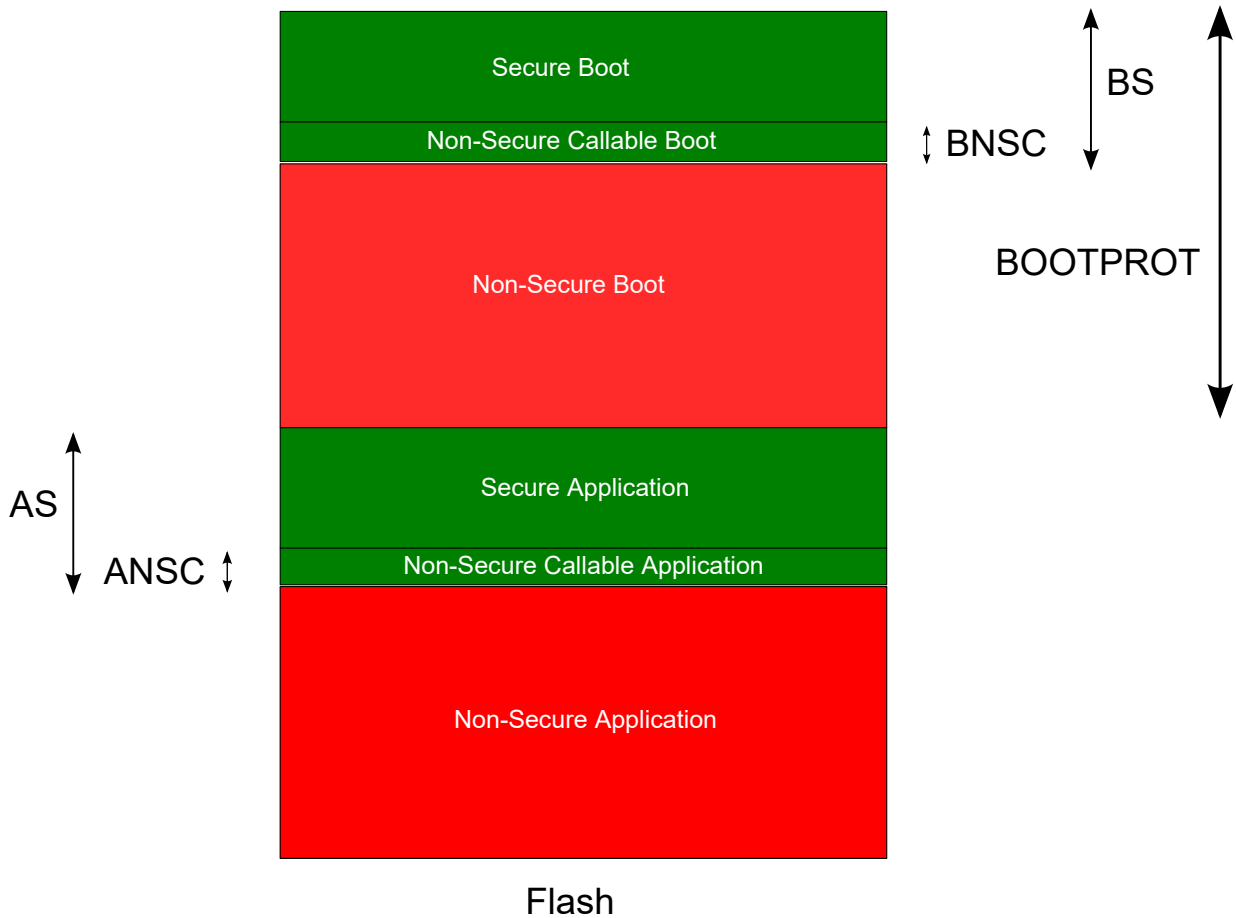 Secure Boot
BS
Non-Secure Callable Boot
BNSC
BOOTPROT
Non-Secure Boot
Secure Application
AS
Non-Secure Callable Application
ANSC
Non-Secure Application
Flash